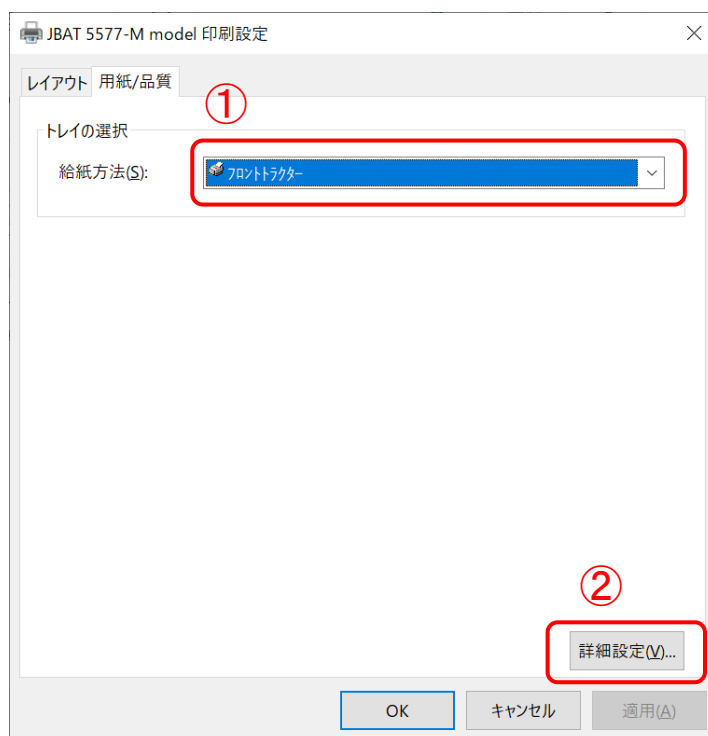 JBAT 5577-M model 印刷設定
レイアウト 用紙/品質
①
トレイの選択
給紙方法(S): フロントトラクター
②
詳細設定(V)...
OK キャンセル 適用(A)